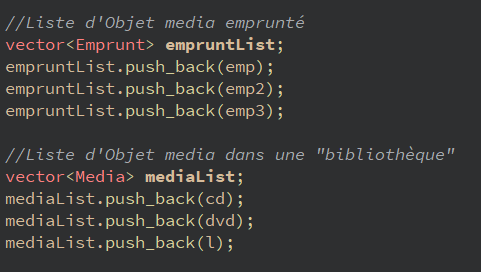 //Liste d'Objet media emprunté
vector<Emprunt> empruntList;
empruntList.push_back(emp);
empruntList.push_back(emp2);
empruntList.push_back(emp3);
//Liste d'Objet media dans une "bibliothèque"
vector<Media> mediaList;
mediaList.push_back(cd);
mediaList.push_back(dvd);
mediaList.push_back(l);